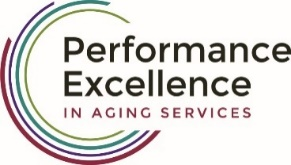 Performance
Excellence
IN AGING SERVICES